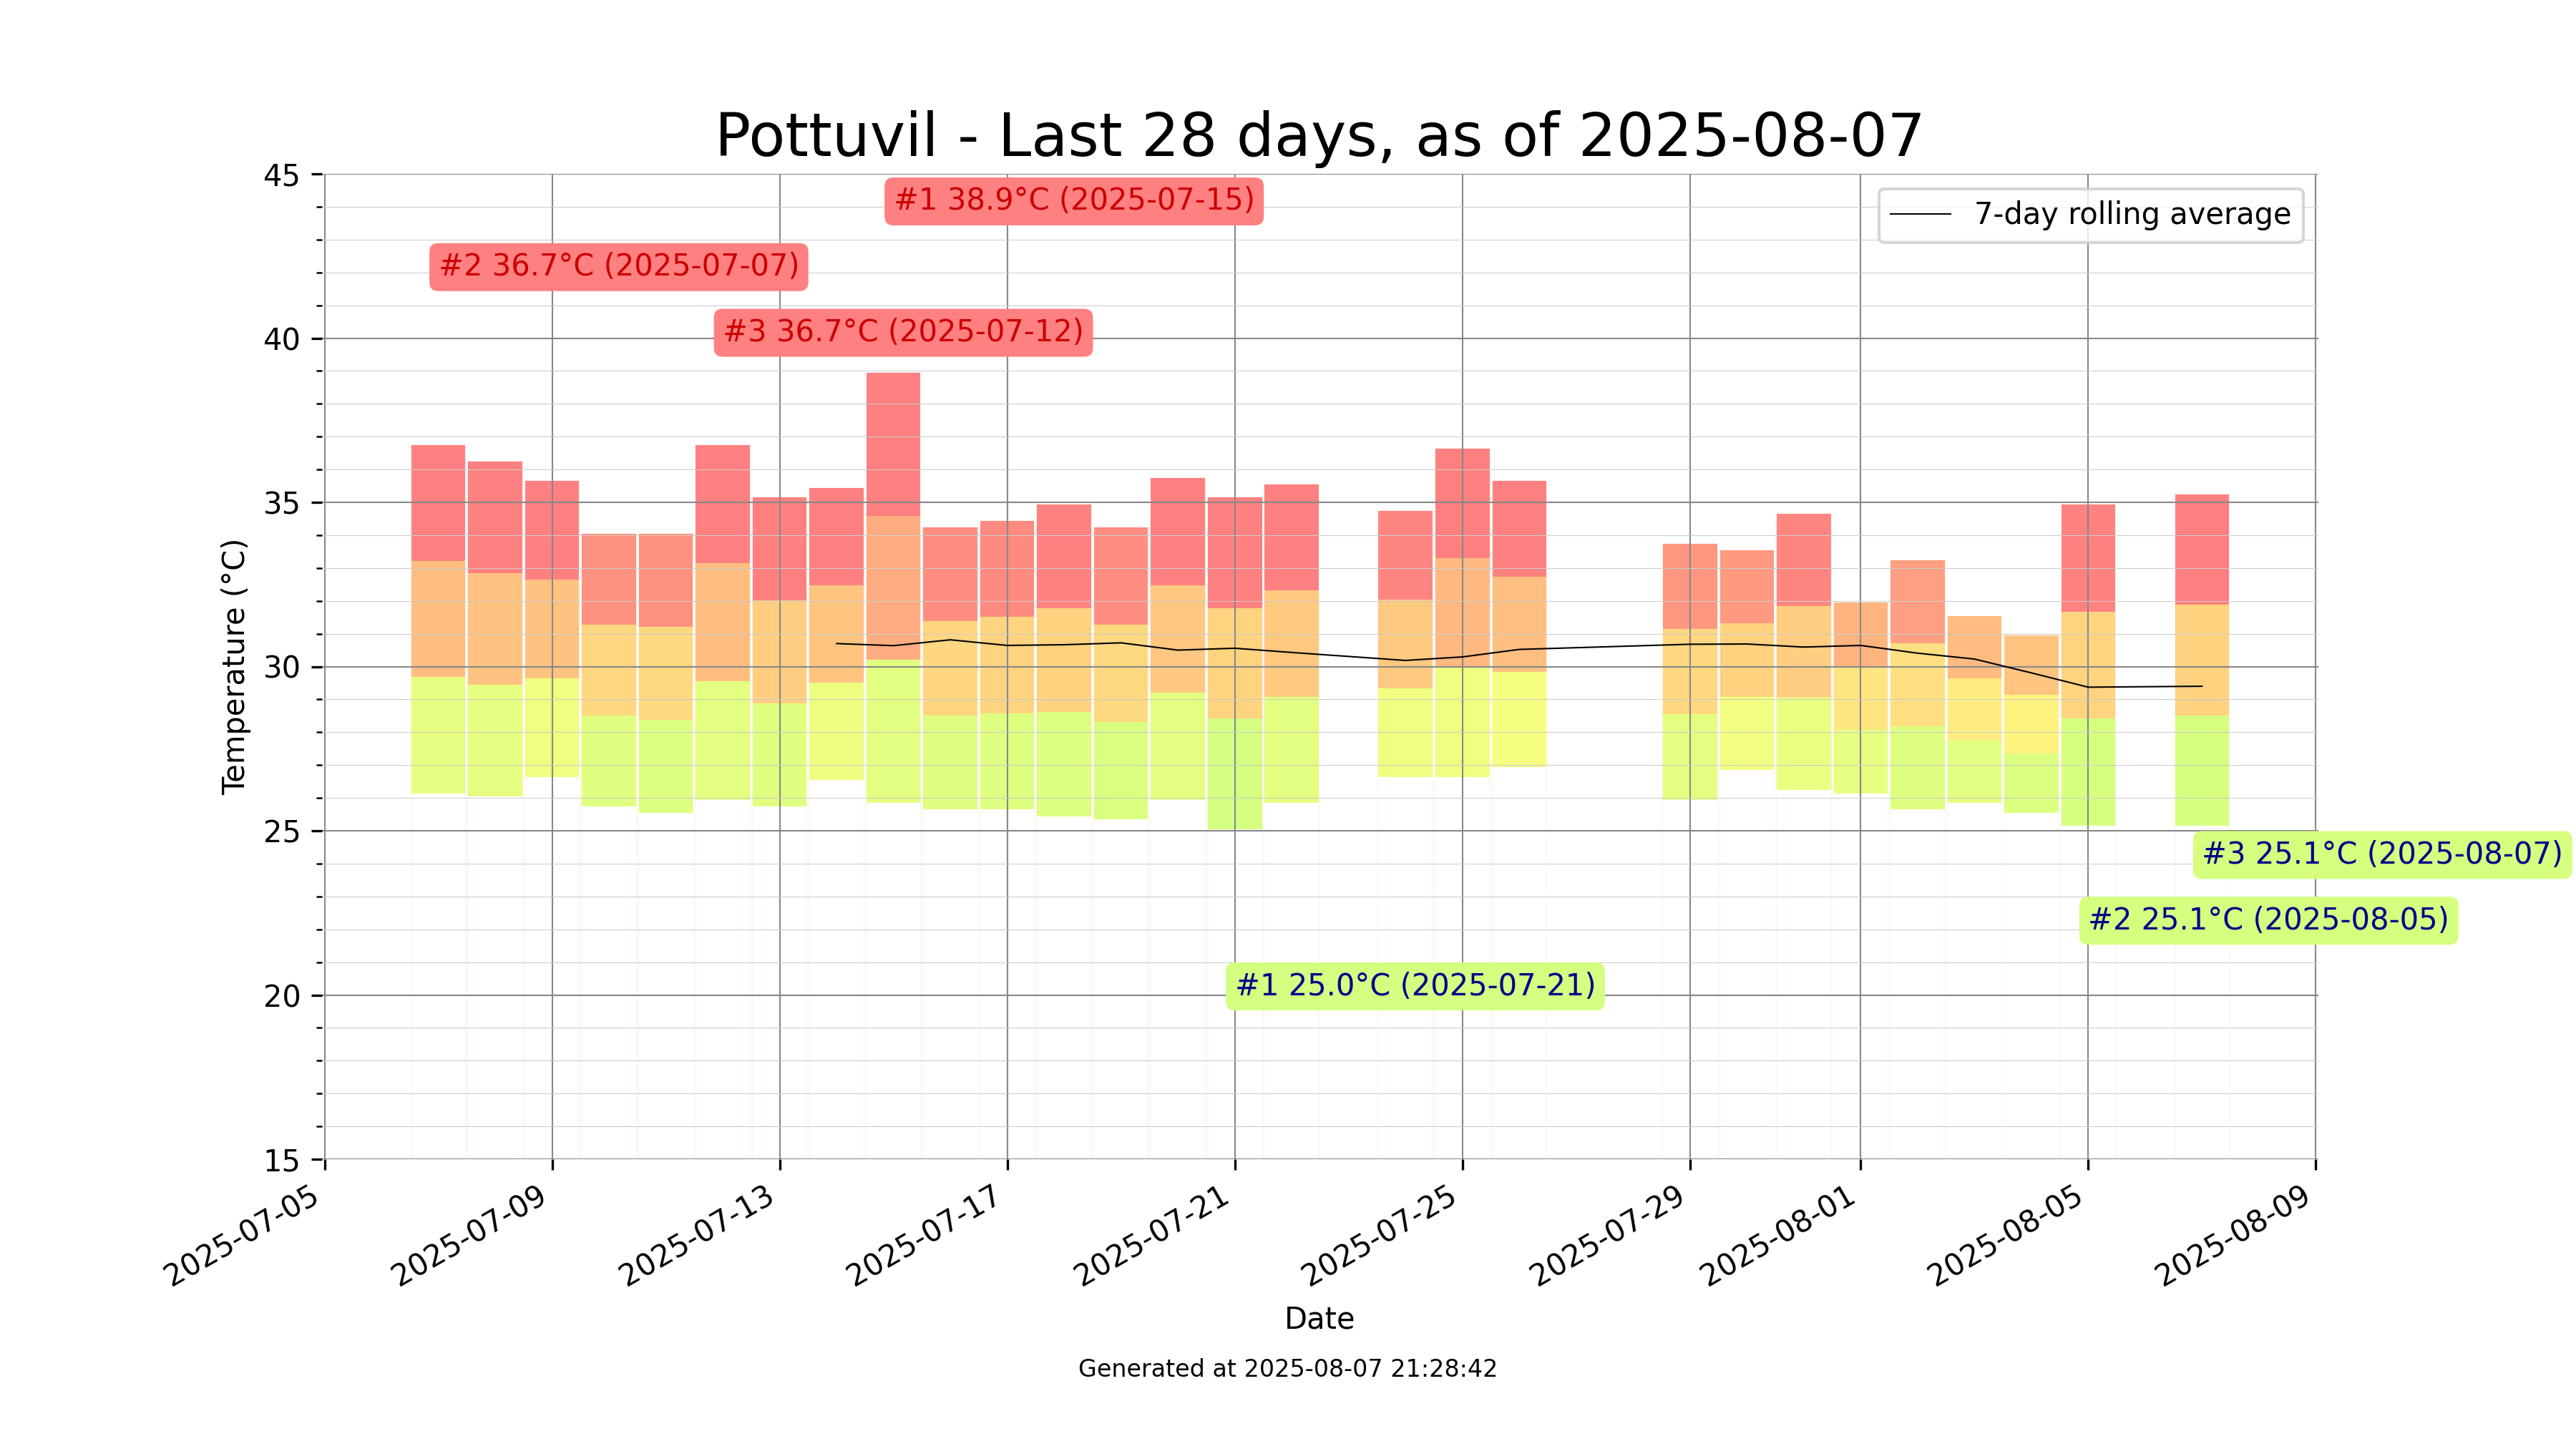 Pottuvil - Last 28 days, as of 2025-08-07
45
#1 38.9°C (2025-07-15)
7-day rolling average
#2 36.7°C (2025-07-07)
#3 36.7°C (2025-07-12)
40
35
Temperature (°C)
30
25
#3 25.1°C (2025-08-07)
#2 25.1°C (2025-08-05)
#1 25.0°C (2025-07-21)
20
15
2025-07-05
2025-07-09
2025-07-13
2025-07-17
2025-07-21
2025-07-25
2025-07-29
2025-08-01
2025-08-05
2025-08-09
Date
Generated at 2025-08-07 21:28:42